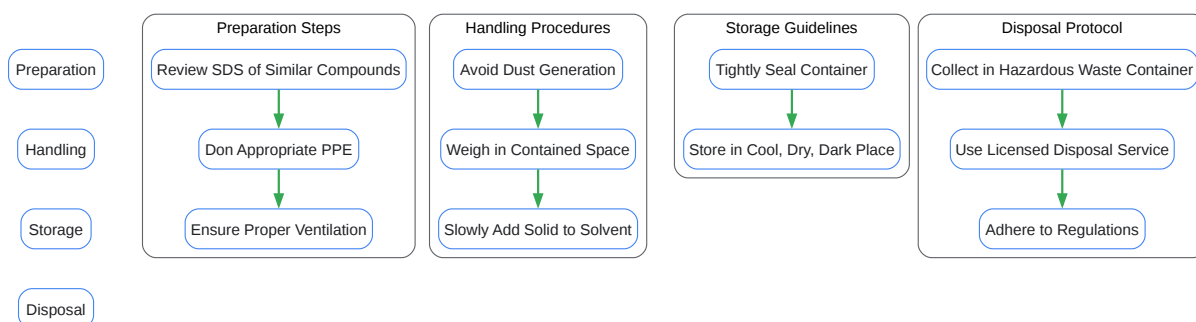 Preparation
Handling
Storage
Disposal
Preparation Steps
Review SDS of Similar Compounds
Don Appropriate PPE
Ensure Proper Ventilation
Handling Procedures
Avoid Dust Generation
Weigh in Contained Space
Slowly Add Solid to Solvent
Storage Guidelines
Tightly Seal Container
Store in Cool, Dry, Dark Place
Disposal Protocol
Collect in Hazardous Waste Container
Use Licensed Disposal Service
Adhere to Regulations